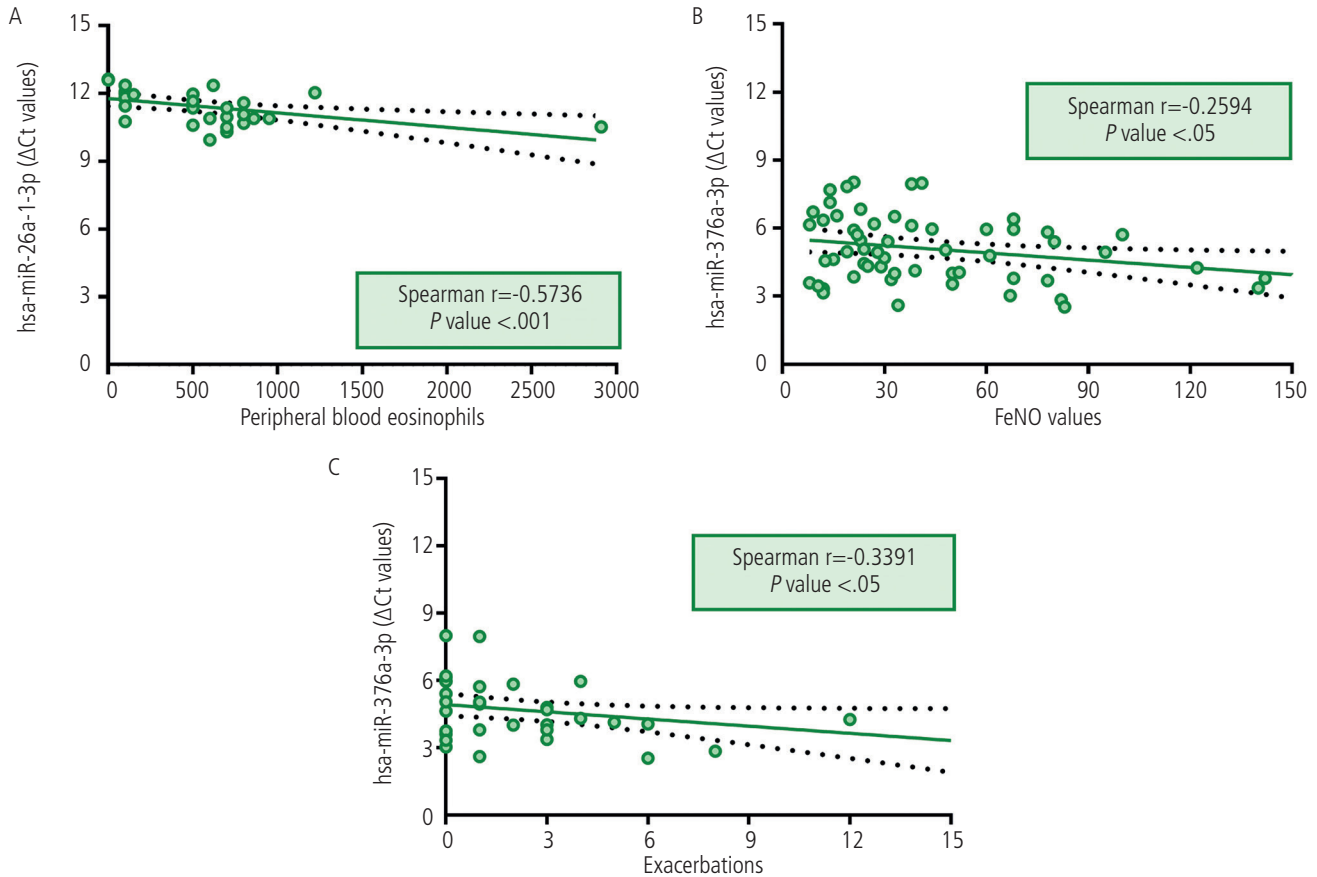 A
hsa-miR-26a-1-3p (ΔCt values)
15
12
9
6
3
0
Spearman r=-0.5736
P value <.001
0 500 1000 1500 2000 2500 3000
Peripheral blood eosinophils
B
hsa-miR-376a-3p (ΔCt values)
15
12
9
6
3
0
Spearman r=-0.2594
P value <.05
0 30 60 90 120 150
FeNO values
C
hsa-miR-376a-3p (ΔCt values)
15
12
9
6
3
0
Spearman r=-0.3391
P value <.05
0 3 6 9 12 15
Exacerbations